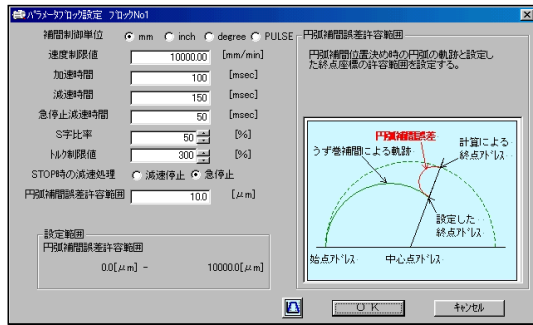 パラメータブロック設定 ブロックNo1
補間制御単位 mm inch degree PULSE
速度制限値 10000.00 [mm/min]
加速時間 100 [msec]
減速時間 150 [msec]
急停止減速時間 50 [msec]
S字比率 50 [%]
トルク制限値 300 [%]
STOP時の減速処理 減速停止 急停止
円弧補間誤差許容範囲 10.0 [μm]
設定範囲
円弧補間誤差許容範囲
0.0[μm] - 10000.0[μm]
円弧補間誤差許容範囲
円弧補間位置決め時の円弧の軌跡と設定し
た終点座標の許容範囲を設定する。
円弧補間誤差
うず巻補間による軌跡
計算による
終点アドレス
設定した
終点アドレス
始点アドレス 中心点アドレス
OK キャンセル